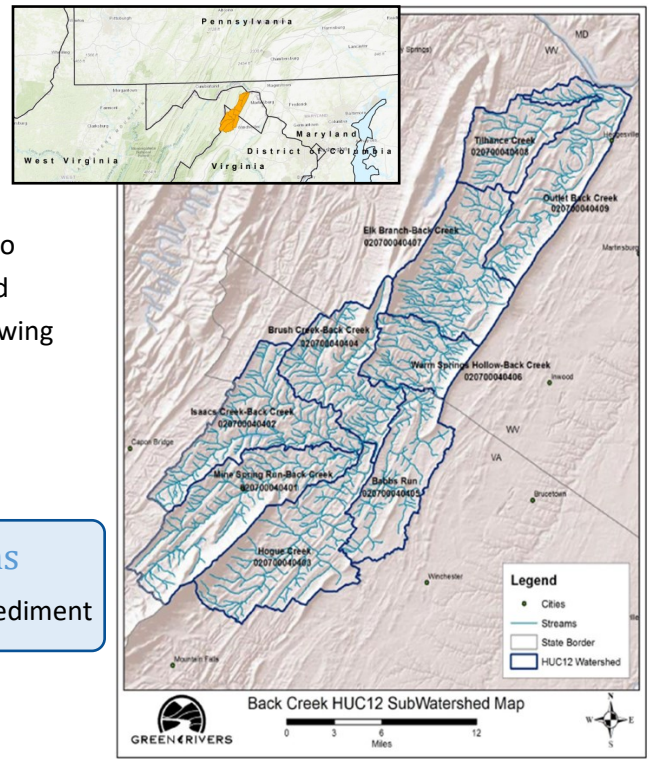 Pennsylvania
Maryland
West Virginia
District of Columbia
Virginia
o
d
wing
ns
ediment
MD
WV
Springs)
Hedgesville
Tilhance Creek
020700040408
Outlet Back Creek
020700040409
Elk Branch-Back Creek
020700040407
Martinsburg
Brush Creek-Back Creek
020700040404
Warm Springs Hollow-Back Creek
020700040406
Inwood
Isaacs Creek-Back Creek
020700040402
WV
VA
Capon Bridge
Mine Spring Run-Back Creek
020700040401
Babbs Run
020700040405
Brucetown
Hogue Creek
020700040403
Winchester
Mountain Falls
Legend
Cities
Streams
State Border
HUC12 Watershed
GREEN RIVERS
Back Creek HUC12 SubWatershed Map
0 3 6 12
Miles
N
W E
S